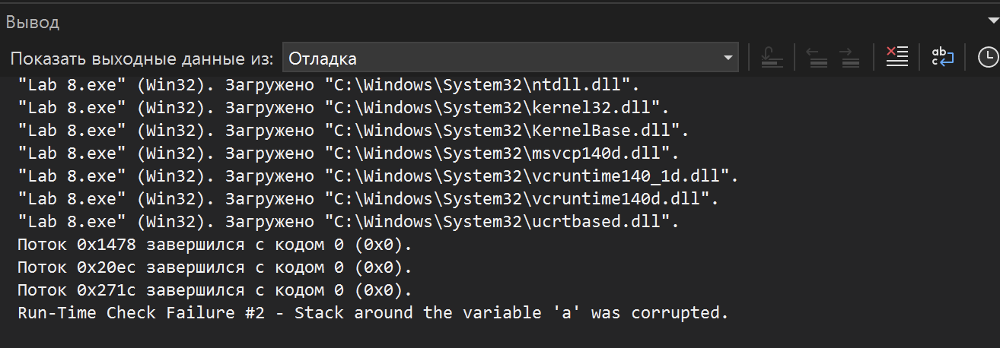 Вывод
Показать выходные данные из: Отладка
"Lab 8.exe" (Win32). Загружено "C:\Windows\System32\ntdll.dll".
"Lab 8.exe" (Win32). Загружено "C:\Windows\System32\kernel32.dll".
"Lab 8.exe" (Win32). Загружено "C:\Windows\System32\KernelBase.dll".
"Lab 8.exe" (Win32). Загружено "C:\Windows\System32\msvcp140d.dll".
"Lab 8.exe" (Win32). Загружено "C:\Windows\System32\vcruntime140_1d.dll".
"Lab 8.exe" (Win32). Загружено "C:\Windows\System32\vcruntime140d.dll".
"Lab 8.exe" (Win32). Загружено "C:\Windows\System32\ucrtbased.dll".
Поток 0x1478 завершился с кодом 0 (0x0).
Поток 0x20ec завершился с кодом 0 (0x0).
Поток 0x271c завершился с кодом 0 (0x0).
Run-Time Check Failure #2 - Stack around the variable 'a' was corrupted.